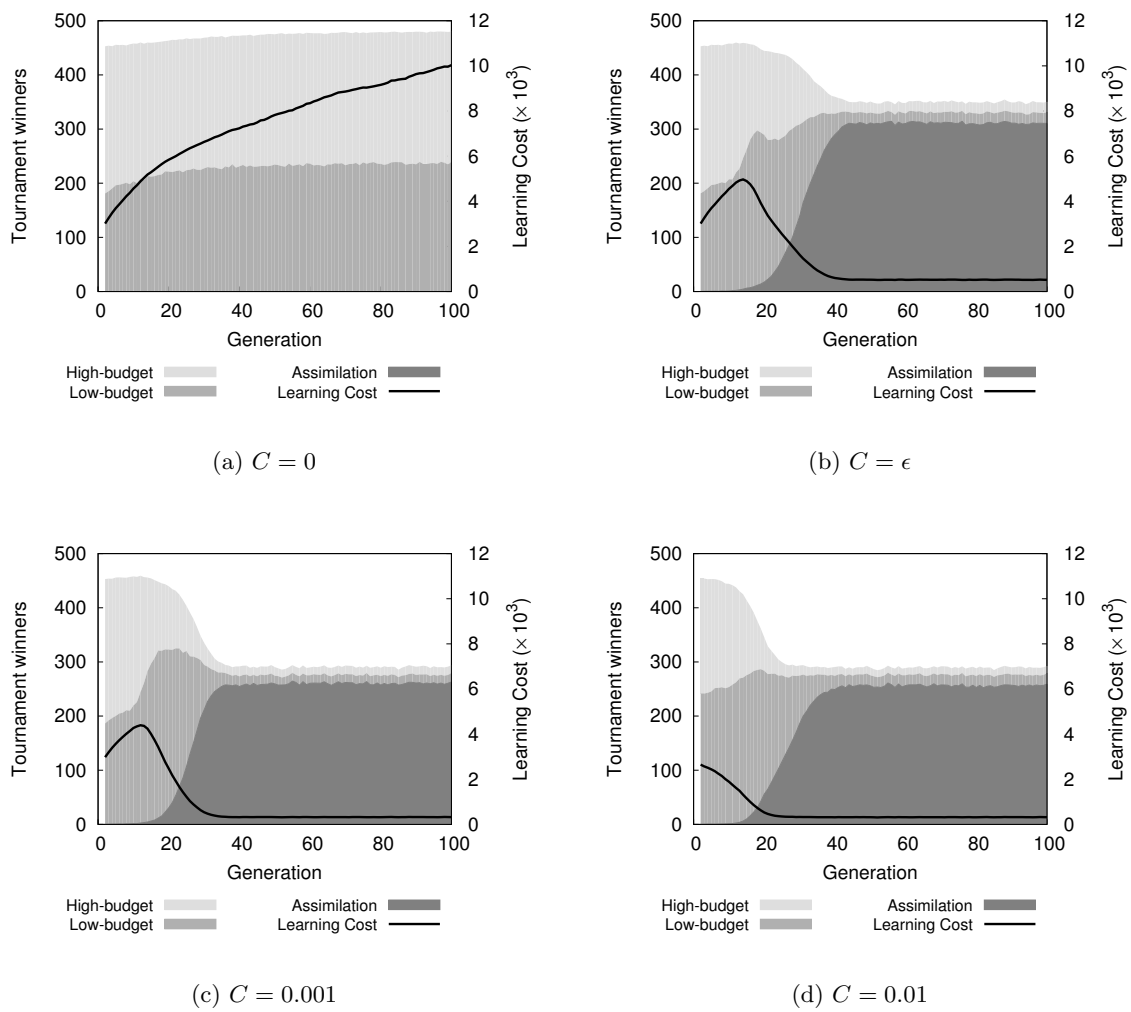 500
400
300
200
100
0
Tournament winners
12
10
8
6
4
2
0
Learning Cost (× 10³)
0 20 40 60 80 100
Generation
High-budget Assimilation
Low-budget Learning Cost
(a) C = 0
500
400
300
200
100
0
Tournament winners
12
10
8
6
4
2
0
Learning Cost (× 10³)
0 20 40 60 80 100
Generation
High-budget Assimilation
Low-budget Learning Cost
(b) C = ϵ
500
400
300
200
100
0
Tournament winners
12
10
8
6
4
2
0
Learning Cost (× 10³)
0 20 40 60 80 100
Generation
High-budget Assimilation
Low-budget Learning Cost
(c) C = 0.001
500
400
300
200
100
0
Tournament winners
12
10
8
6
4
2
0
Learning Cost (× 10³)
0 20 40 60 80 100
Generation
High-budget Assimilation
Low-budget Learning Cost
(d) C = 0.01